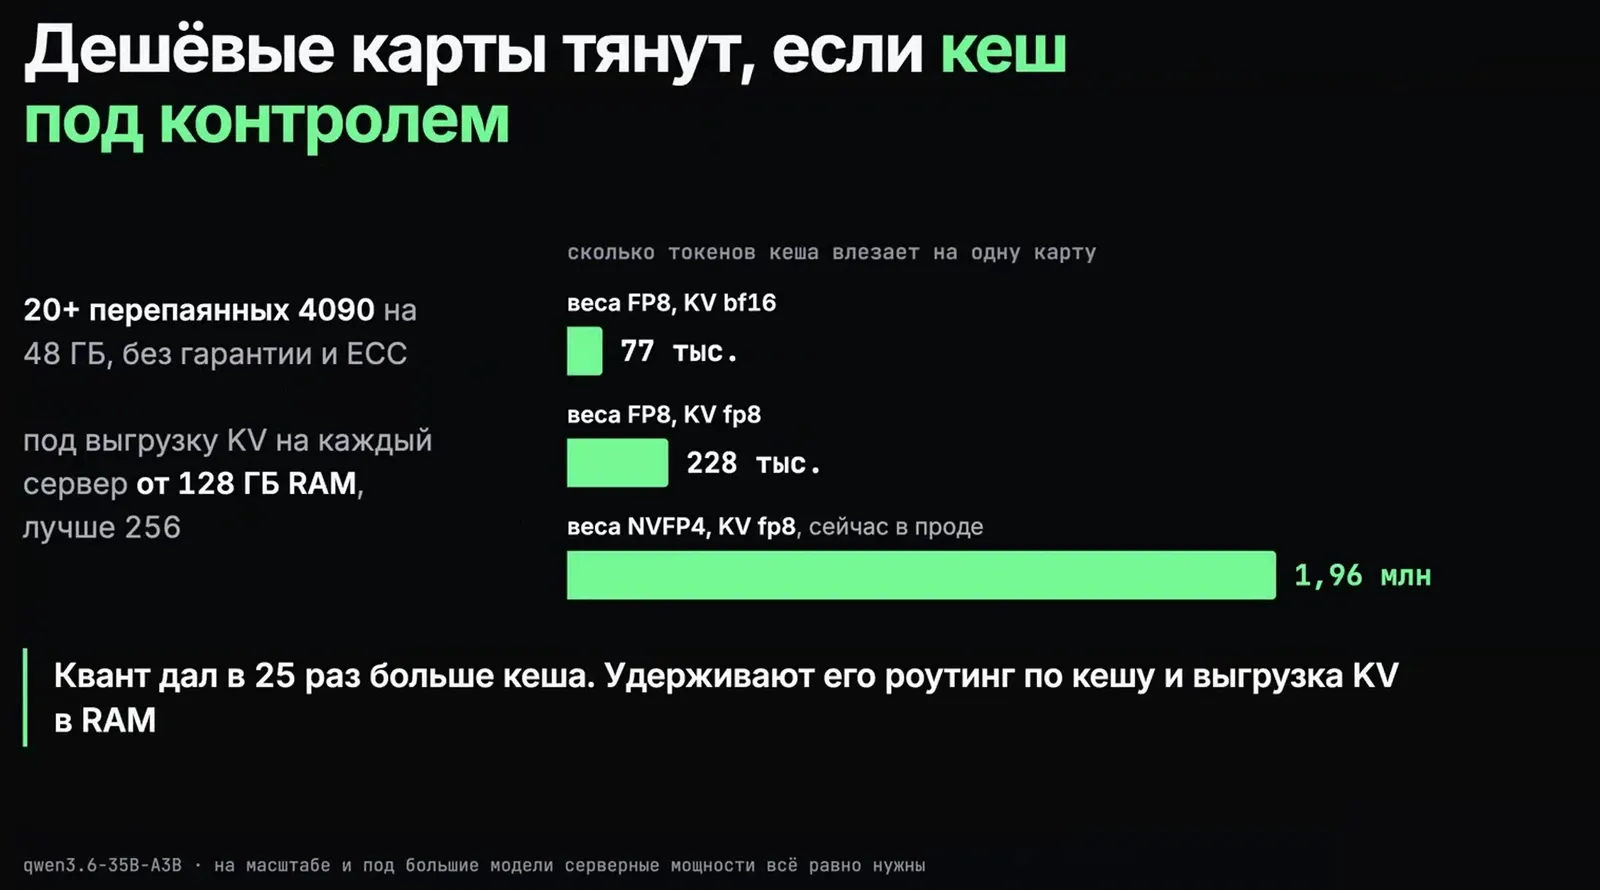 Дешёвые карты тянут, если кеш
под контролем
20+ перепаянных 4090 на
48 ГБ, без гарантии и ECC
под выгрузку KV на каждый
сервер от 128 ГБ RAM,
лучше 256
сколько токенов кеша влезает на одну карту
веса FP8, KV bf16
77 тыс.
веса FP8, KV fp8
228 тыс.
веса NVFP4, KV fp8, сейчас в проде
1,96 млн
Квант дал в 25 раз больше кеша. Удерживают его роутинг по кешу и выгрузка KV
в RAM
qwen3.6-35B-A3B · на масштабе и под большие модели серверные мощности всё равно нужны